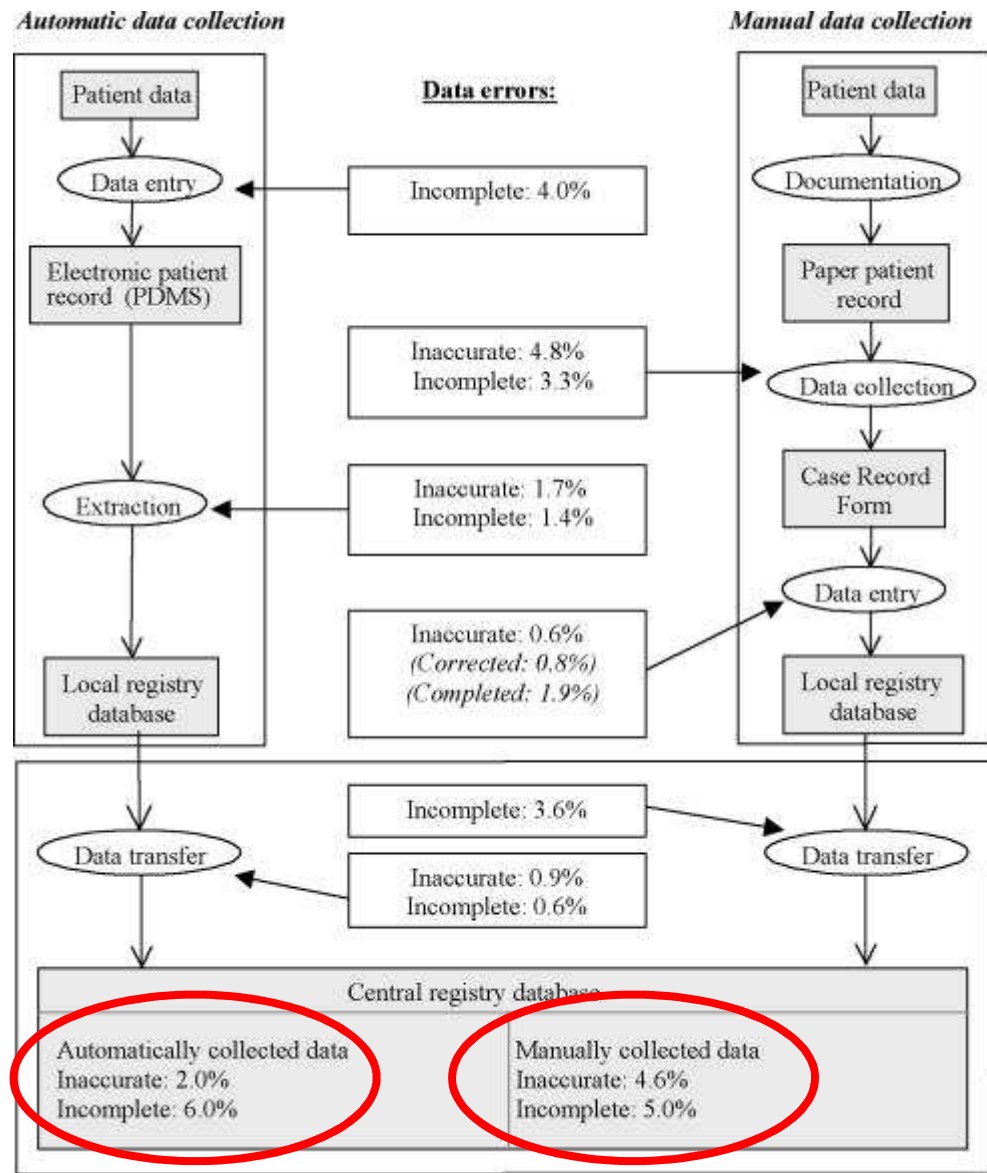 Automatic data collection
Manual data collection
Patient data
Data errors:
Patient data
Data entry
Incomplete: 4.0%
Documentation
Electronic patient
record (PDMS)
Paper patient
record
Inaccurate: 4.8%
Incomplete: 3.3%
Data collection
Extraction
Inaccurate: 1.7%
Incomplete: 1.4%
Case Record
Form
Data entry
Inaccurate: 0.6%
(Corrected: 0.8%)
(Completed: 1.9%)
Local registry
database
Local registry
database
Incomplete: 3.6%
Data transfer
Data transfer
Inaccurate: 0.9%
Incomplete: 0.6%
Central registry database
Automatically collected data
Inaccurate: 2.0%
Incomplete: 6.0%
Manually collected data
Inaccurate: 4.6%
Incomplete: 5.0%